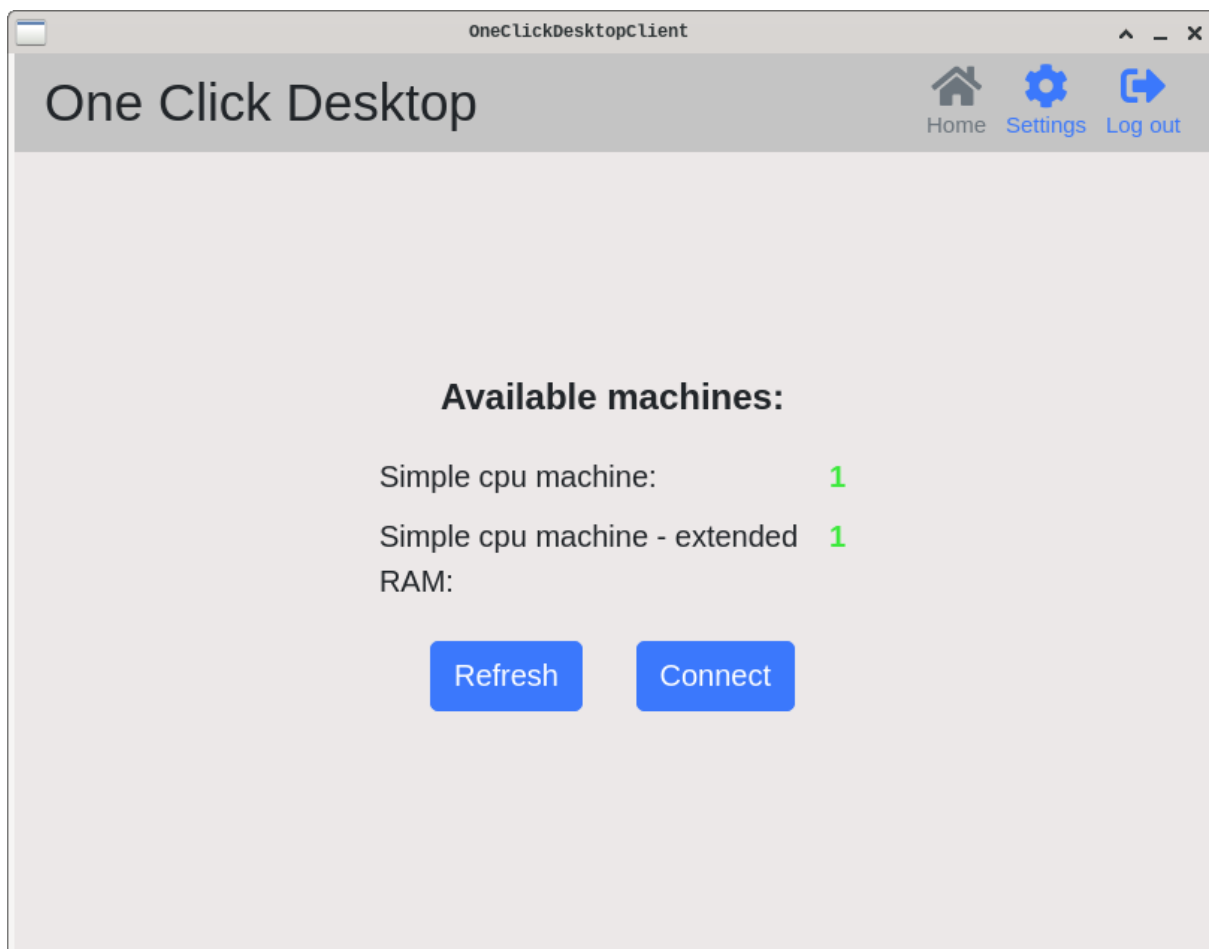 OneClickDesktopClient
One Click Desktop
Home Settings Log out
Available machines:
Simple cpu machine: 1
Simple cpu machine - extended 1
RAM:
Refresh Connect